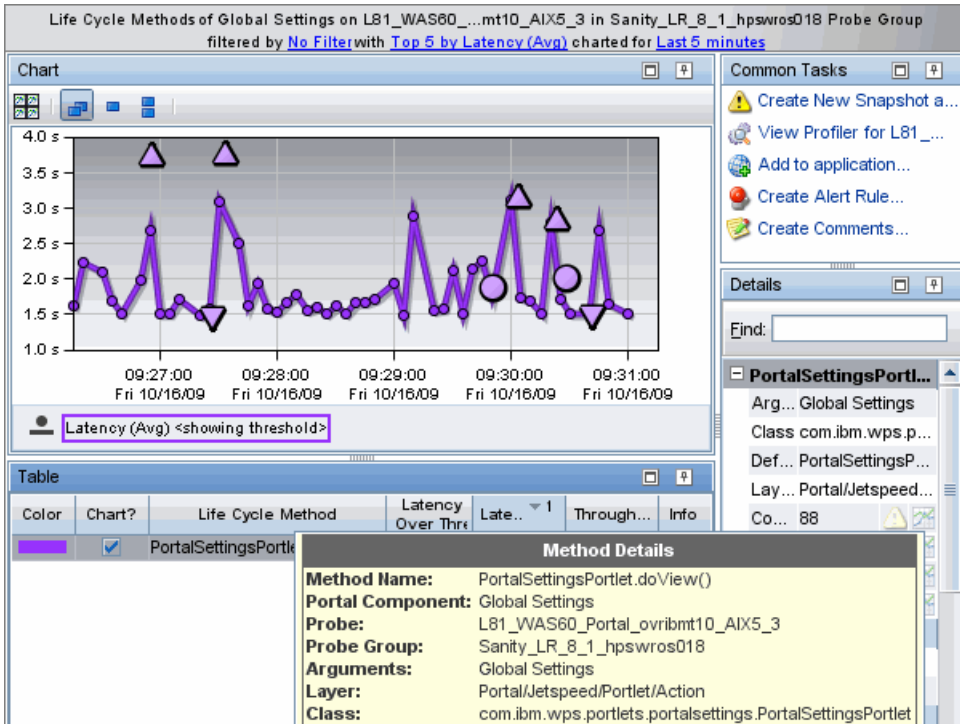 Life Cycle Methods of Global Settings on L81_WAS60_...mt10_AIX5_3 in Sanity_LR_8_1_hpswros018 Probe Group
filtered by No Filter with Top 5 by Latency (Avg) charted for Last 5 minutes
Chart
4.0 s
3.5 s
3.0 s
2.5 s
2.0 s
1.5 s
1.0 s
09:27:00 09:28:00 09:29:00 09:30:00 09:31:00
Fri 10/16/09 Fri 10/16/09 Fri 10/16/09 Fri 10/16/09 Fri 10/16/09
Latency (Avg) <showing threshold>
Common Tasks
Create New Snapshot a...
View Profiler for L81_...
Add to application...
Create Alert Rule...
Create Comments...
Details
Find:
PortalSettingsPortl...
Arg... Global Settings
Class com.ibm.wps.p...
Def... PortalSettingsP...
Lay... Portal/Jetspeed...
Co... 88
Table
Color Chart? Life Cycle Method Latency Over Thre Late.. 1 Through... Info
PortalSettingsPortle
Method Details
Method Name: PortalSettingsPortlet.doView()
Portal Component: Global Settings
Probe: L81_WAS60_Portal_ovribmt10_AIX5_3
Probe Group: Sanity_LR_8_1_hpswros018
Arguments: Global Settings
Layer: Portal/Jetspeed/Portlet/Action
Class: com.ibm.wps.portlets.portalsettings.PortalSettingsPortlet